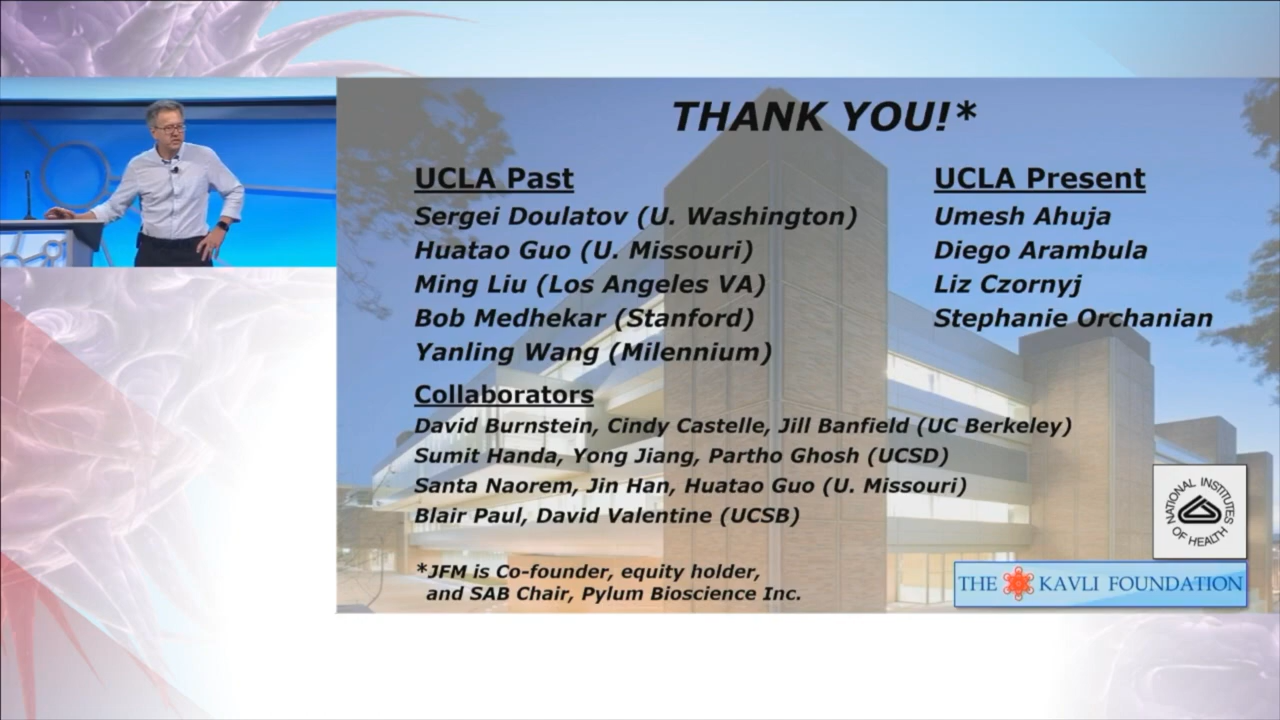 THANK YOU!*
UCLA Past
Sergei Doulatov (U. Washington)
Huatao Guo (U. Missouri)
Ming Liu (Los Angeles VA)
Bob Medhekar (Stanford)
Yanling Wang (Milennium)
UCLA Present
Umesh Ahuja
Diego Arambula
Liz Czornyj
Stephanie Orchanian
Collaborators
David Burnstein, Cindy Castelle, Jill Banfield (UC Berkeley)
Sumit Handa, Yong Jiang, Partho Ghosh (UCSD)
Santa Naorem, Jin Han, Huatao Guo (U. Missouri)
Blair Paul, David Valentine (UCSB)
*JFM is Co-founder, equity holder,
and SAB Chair, Pylum Bioscience Inc.
NATIONAL INSTITUTES
OF HEALTH
THE KAVLI FOUNDATION